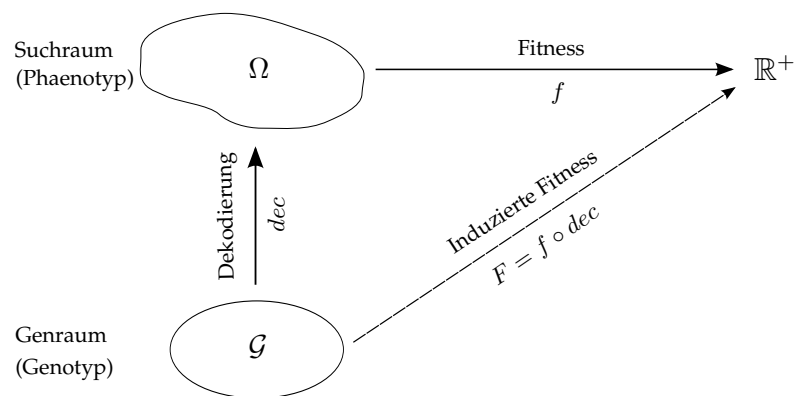 Suchraum
(Phaenotyp)
Ω
Fitness
f
ℝ⁺
Dekodierung
dec
Induzierte Fitness
F = f ∘ dec
Genraum
(Genotyp)
𝒢